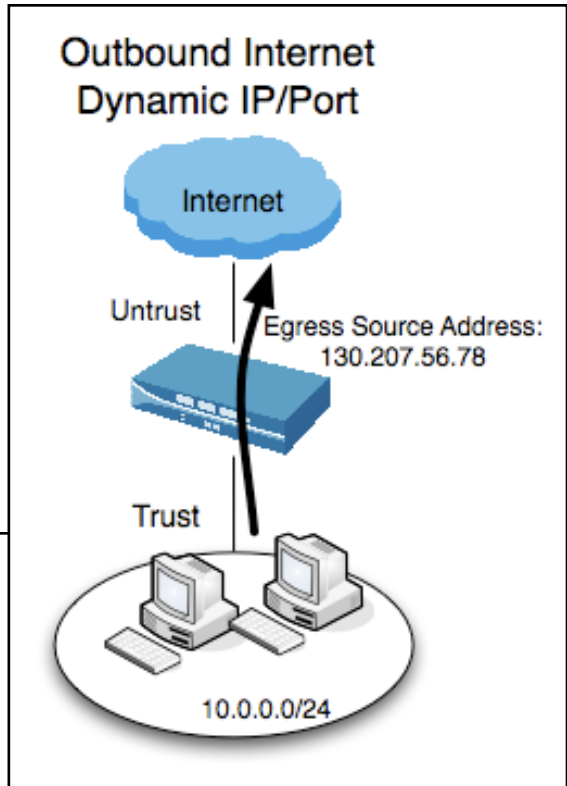 Outbound Internet
Dynamic IP/Port
Internet
Untrust
Egress Source Address:
130.207.56.78
Trust
10.0.0.0/24